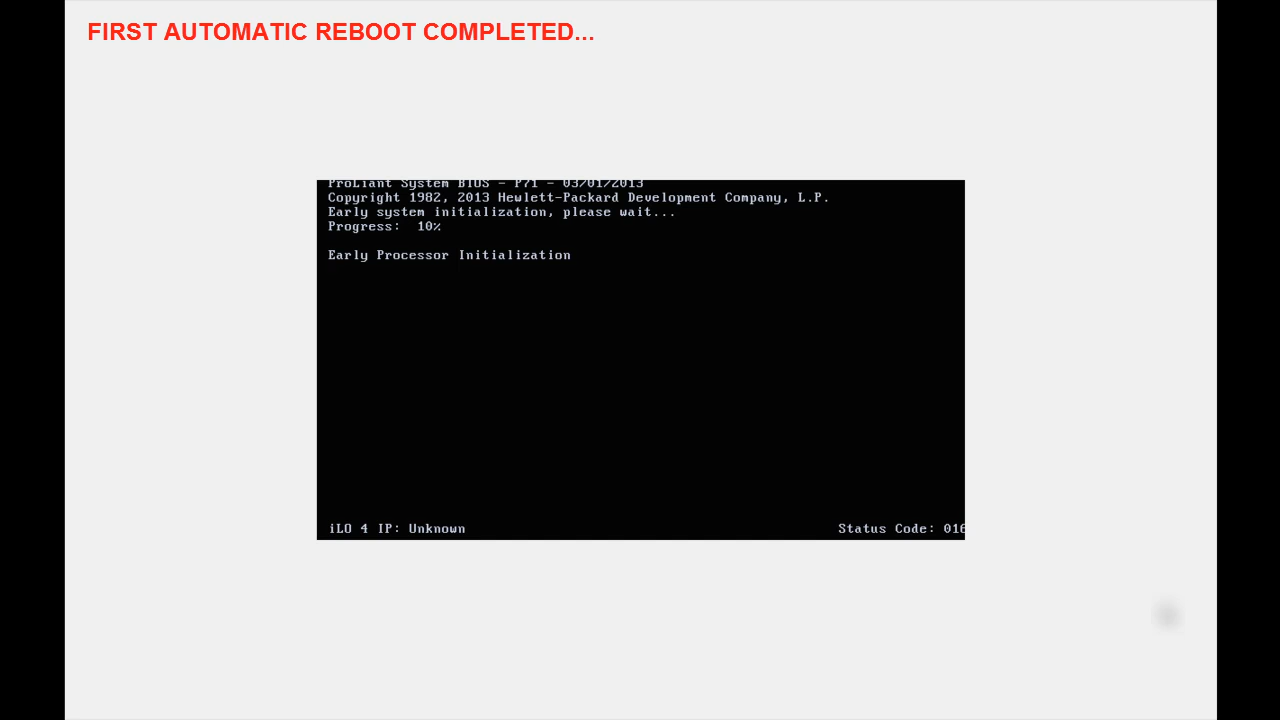 FIRST AUTOMATIC REBOOT COMPLETED...
ProLiant System BIOS - P71 - 03/01/2013
Copyright 1982, 2013 Hewlett-Packard Development Company, L.P.
Early system initialization, please wait...
Progress: 10%
Early Processor Initialization
iLO 4 IP: Unknown
Status Code: 016